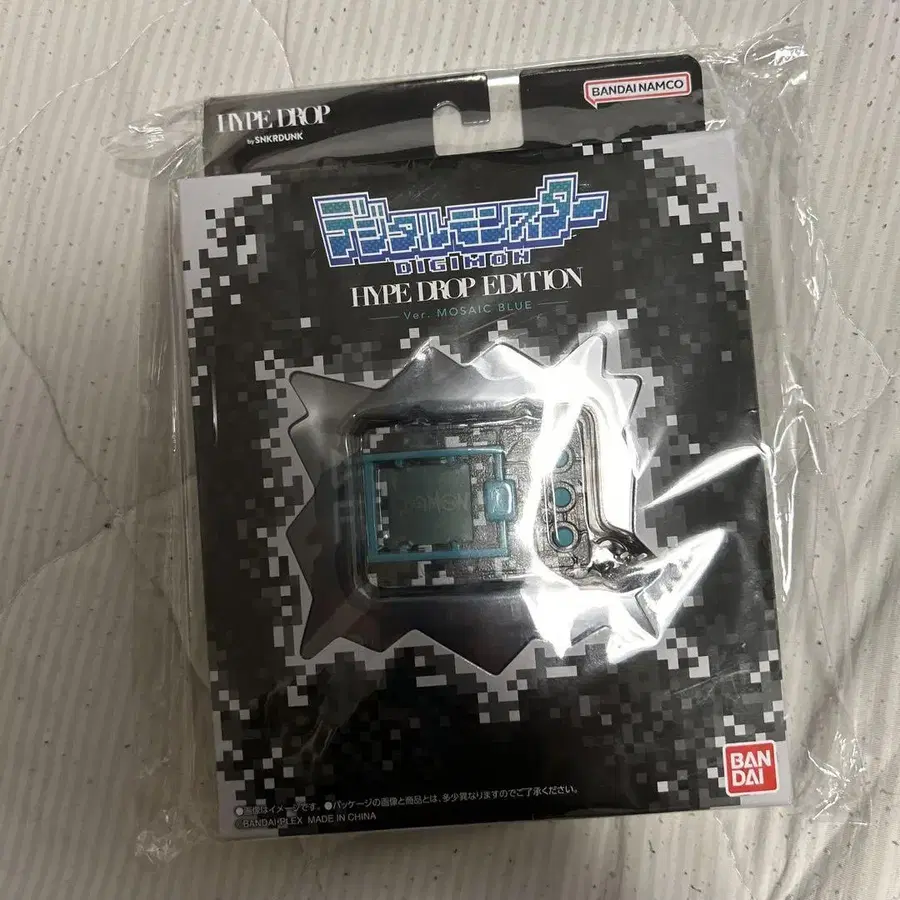 HYPE DROP
by SNKRDUNK
BANDAI NAMCO
デジタルモンスター
DIGIMON
HYPE DROP EDITION
Ver. MOSAIC BLUE
BAN
DAI
●画像はイメージです。●パッケージの画像と商品とは、多少異なりますのでご了承ください。
©BANDAI・PLEX MADE IN CHINA